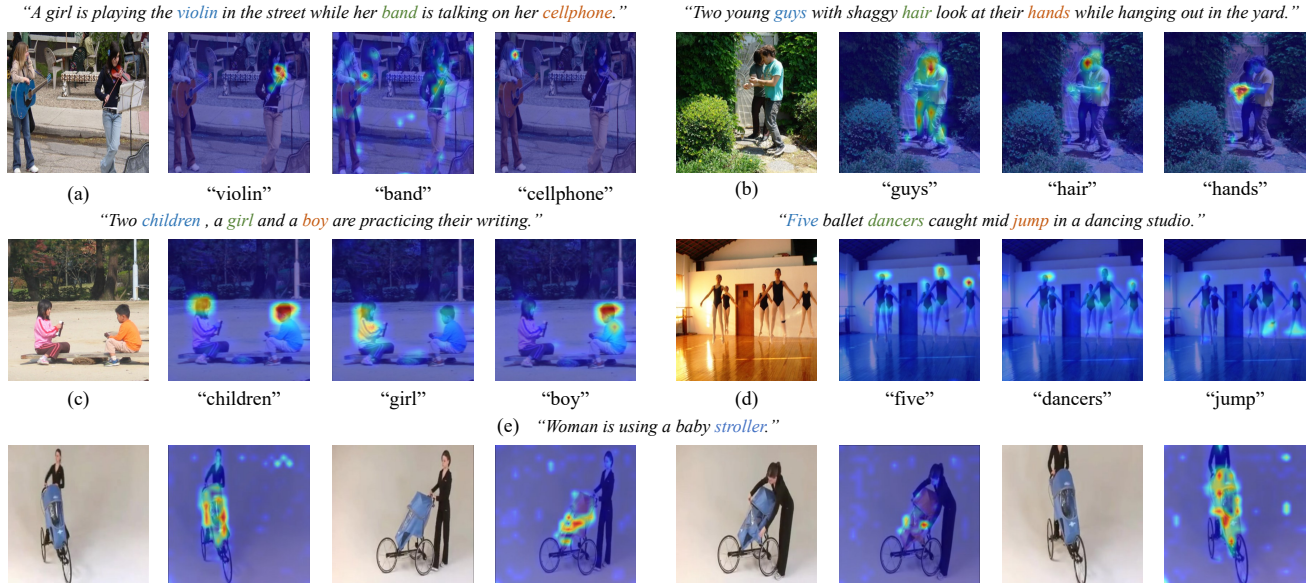 “A girl is playing the violin in the street while her band is talking on her cellphone.”
“Two young guys with shaggy hair look at their hands while hanging out in the yard.”
(a) “violin” “band” “cellphone”
(b) “guys” “hair” “hands”
“Two children , a girl and a boy are practicing their writing.”
“Five ballet dancers caught mid jump in a dancing studio.”
(c) “children” “girl” “boy”
(d) “five” “dancers” “jump”
(e) “Woman is using a baby stroller.”